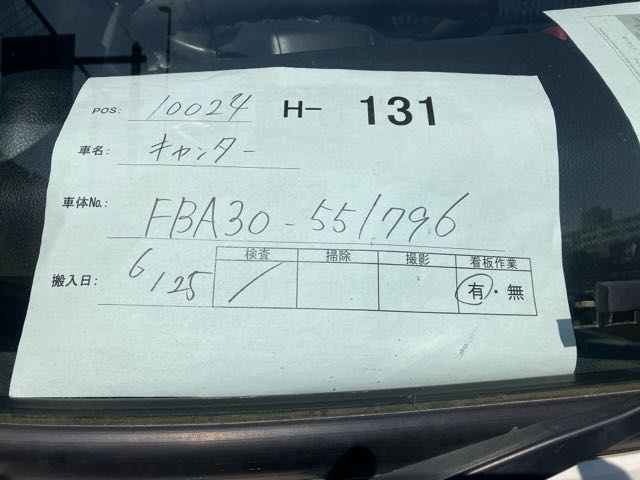 POS: 10024 H- 131
車名: キャンター
車体No.: FBA30-551796
搬入日: 6/25
検査 掃除 撮影 看板作業
/ 有・無